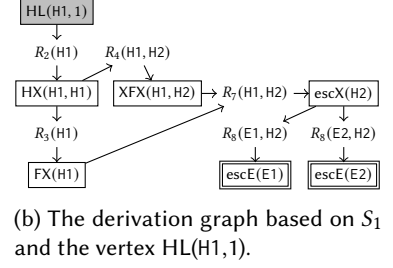 HL(H1, 1)
R2(H1) R4(H1, H2)
HX(H1, H1) XFX(H1, H2) R7(H1, H2) escX(H2)
R3(H1) R8(E1, H2) R8(E2, H2)
FX(H1) escE(E1) escE(E2)
(b) The derivation graph based on S1
and the vertex HL(H1,1).